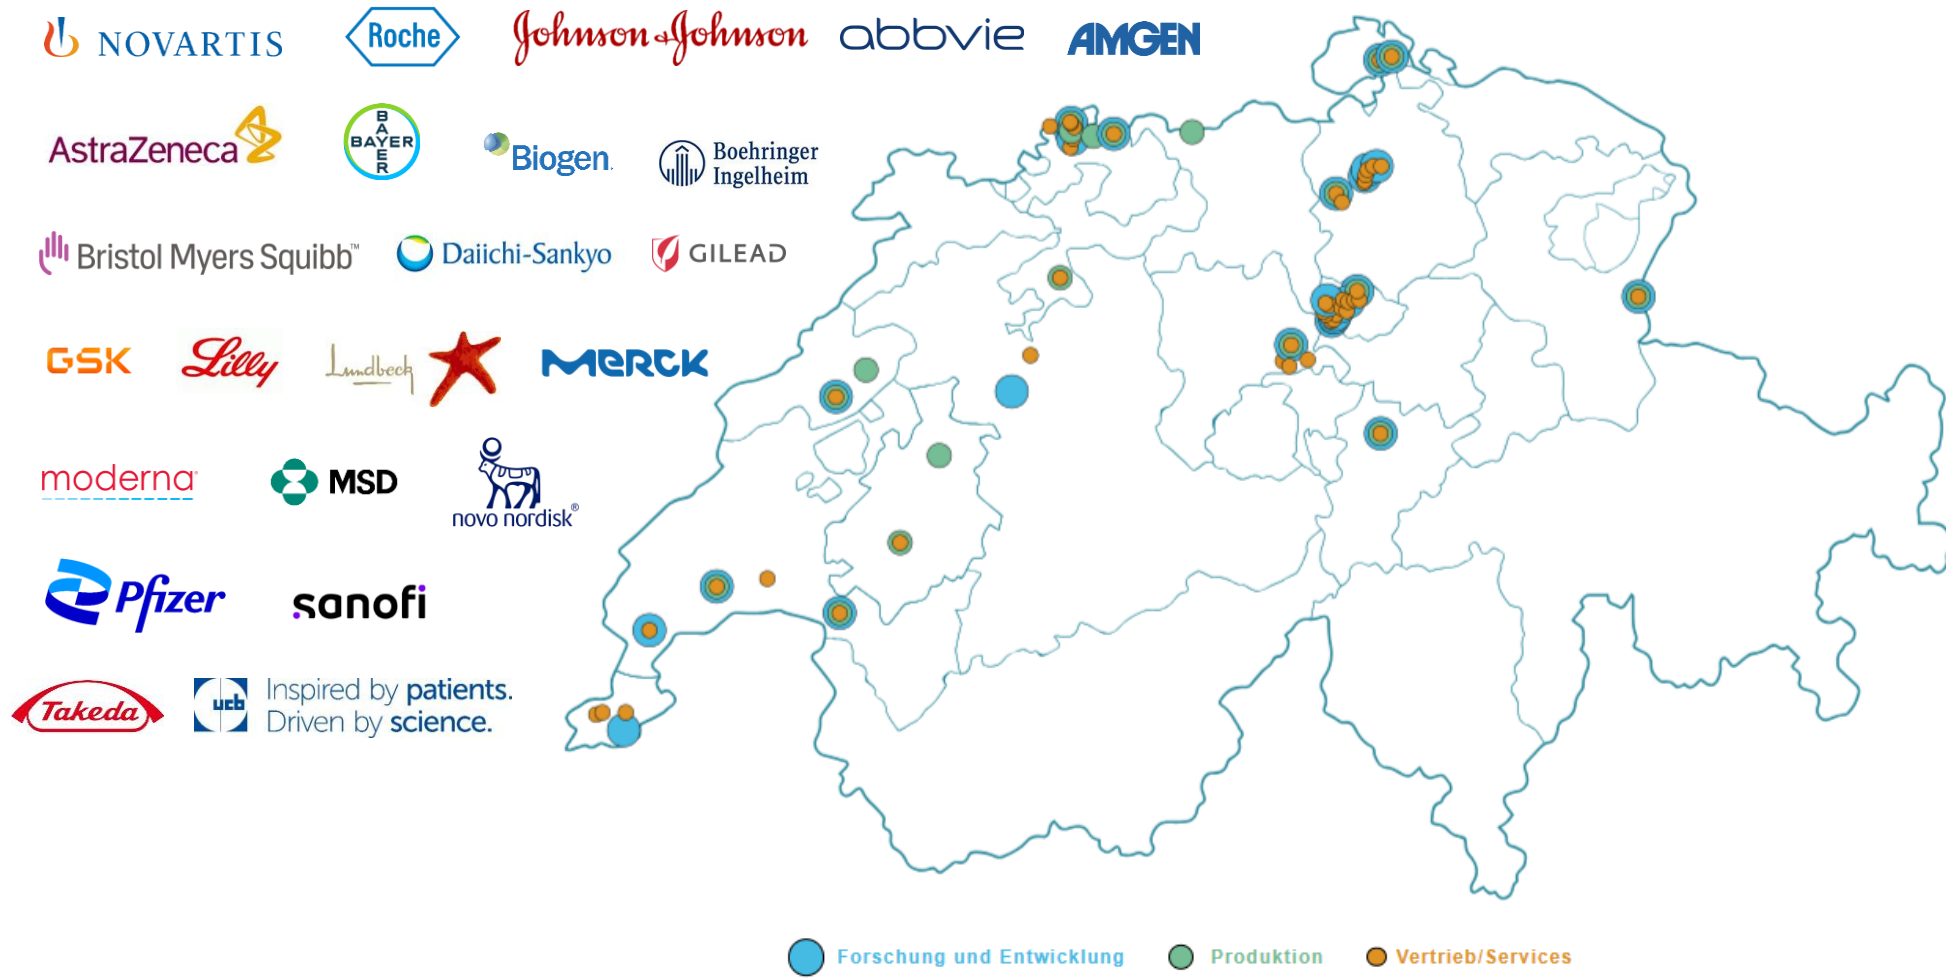 NOVARTIS
Roche
Johnson & Johnson
abbvie
AMGEN
AstraZeneca
BAYER
BAYER
Biogen.
Boehringer
Ingelheim
Bristol Myers Squibb™
Daiichi-Sankyo
GILEAD
GSK
Lilly
Lundbeck
MERCK
moderna®
MSD
novo nordisk®
Pfizer
sanofi
Takeda
ucb
Inspired by patients.
Driven by science.
Forschung und Entwicklung
Produktion
Vertrieb/Services